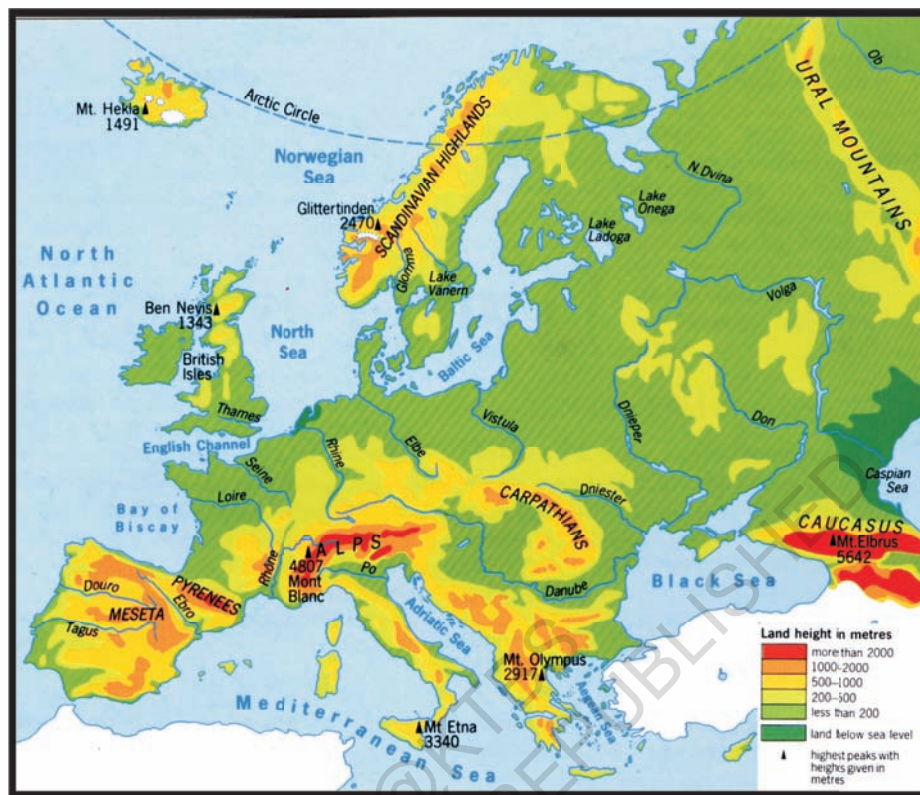 Mt. Hekla
1491
Arctic Circle
Norwegian
Sea
SCANDINAVIAN HIGHLANDS
Glittertinden
2470
Glomma
Lake
Vanern
N.Dvina
Lake
Onega
Lake
Ladoga
Ob
URAL MOUNTAINS
North
Atlantic
Ocean
Ben Nevis
1343
North
Sea
British
Isles
Thames
English Channel
Baltic Sea
Volga
Vistula
Elbe
Rhine
Seine
Loire
Dnieper
Don
Caspian
Sea
Bay of
Biscay
CARPATHIANS
Dniester
CAUCASUS
Mt.Elbrus
5642
ALPS
4807
Mont
Blanc
Rhône
Po
Danube
Black Sea
Douro
PYRENEES
MESETA
Ebro
Tagus
Adriatic Sea
Mt. Olympus
2917
Aegean Sea
Mediterranean Sea
Mt Etna
3340
Land height in metres
more than 2000
1000-2000
500-1000
200-500
less than 200
land below sea level
highest peaks with
heights given in
metres
@KTBS
REPUBLISHED